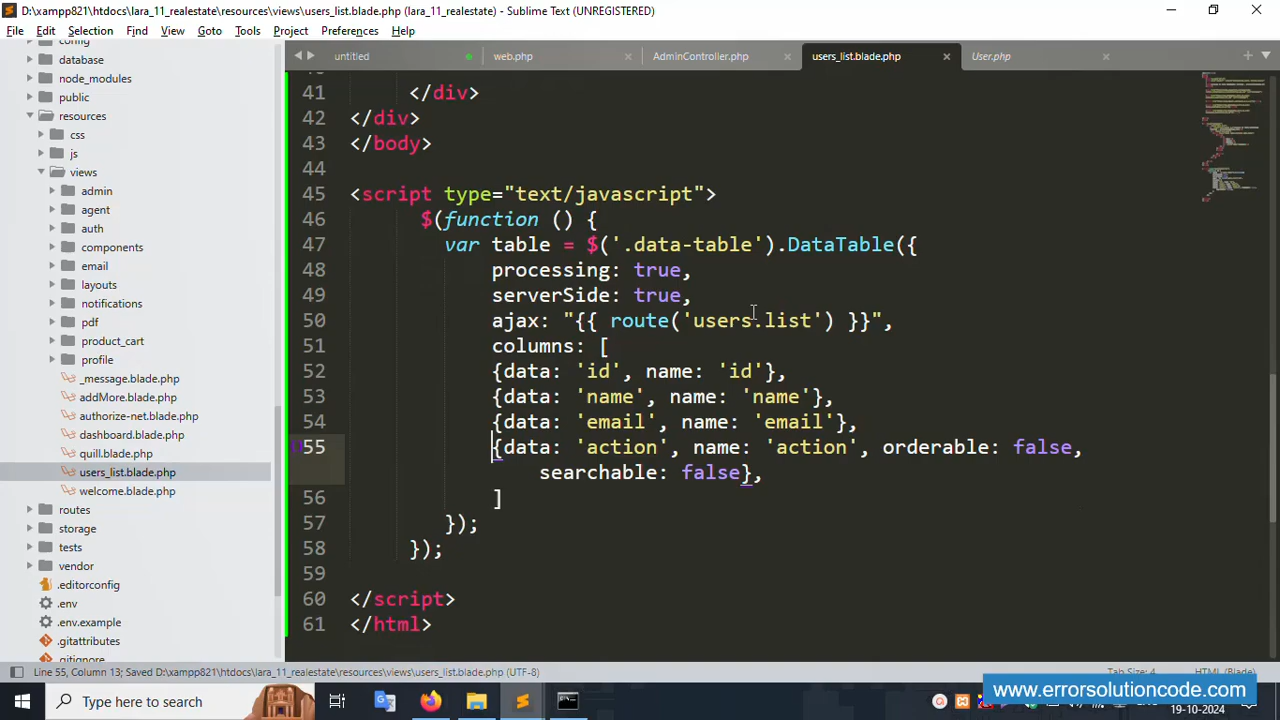 D:\xampp821\htdocs\lara_11_realestate\resources\views\users_list.blade.php (lara_11_realestate) - Sublime Text (UNREGISTERED)
File Edit Selection Find View Goto Tools Project Preferences Help
untitled web.php AdminController.php users_list.blade.php User.php
config
database
node_modules
public
resources
css
js
views
admin
agent
auth
components
email
layouts
notifications
pdf
product_cart
profile
_message.blade.php
addMore.blade.php
authorize-net.blade.php
dashboard.blade.php
quill.blade.php
users_list.blade.php
welcome.blade.php
routes
storage
tests
vendor
.editorconfig
.env
.env.example
.gitattributes
.gitignore
41 </div>
42 </div>
43 </body>
44
45 <script type="text/javascript">
46 $(function () {
47 var table = $('.data-table').DataTable({
48 processing: true,
49 serverSide: true,
50 ajax: "{{ route('users.list') }}",
51 columns: [
52 {data: 'id', name: 'id'},
53 {data: 'name', name: 'name'},
54 {data: 'email', name: 'email'},
55 {data: 'action', name: 'action', orderable: false,
searchable: false},
56 ]
57 });
58 });
59
60 </script>
61 </html>
Line 55, Column 13; Saved D:\xampp821\htdocs\lara_11_realestate\resources\views\users_list.blade.php (UTF-8) Tab Size: 4 HTML (Blade)
Type here to search
www.errorsolutioncode.com
19-10-2024